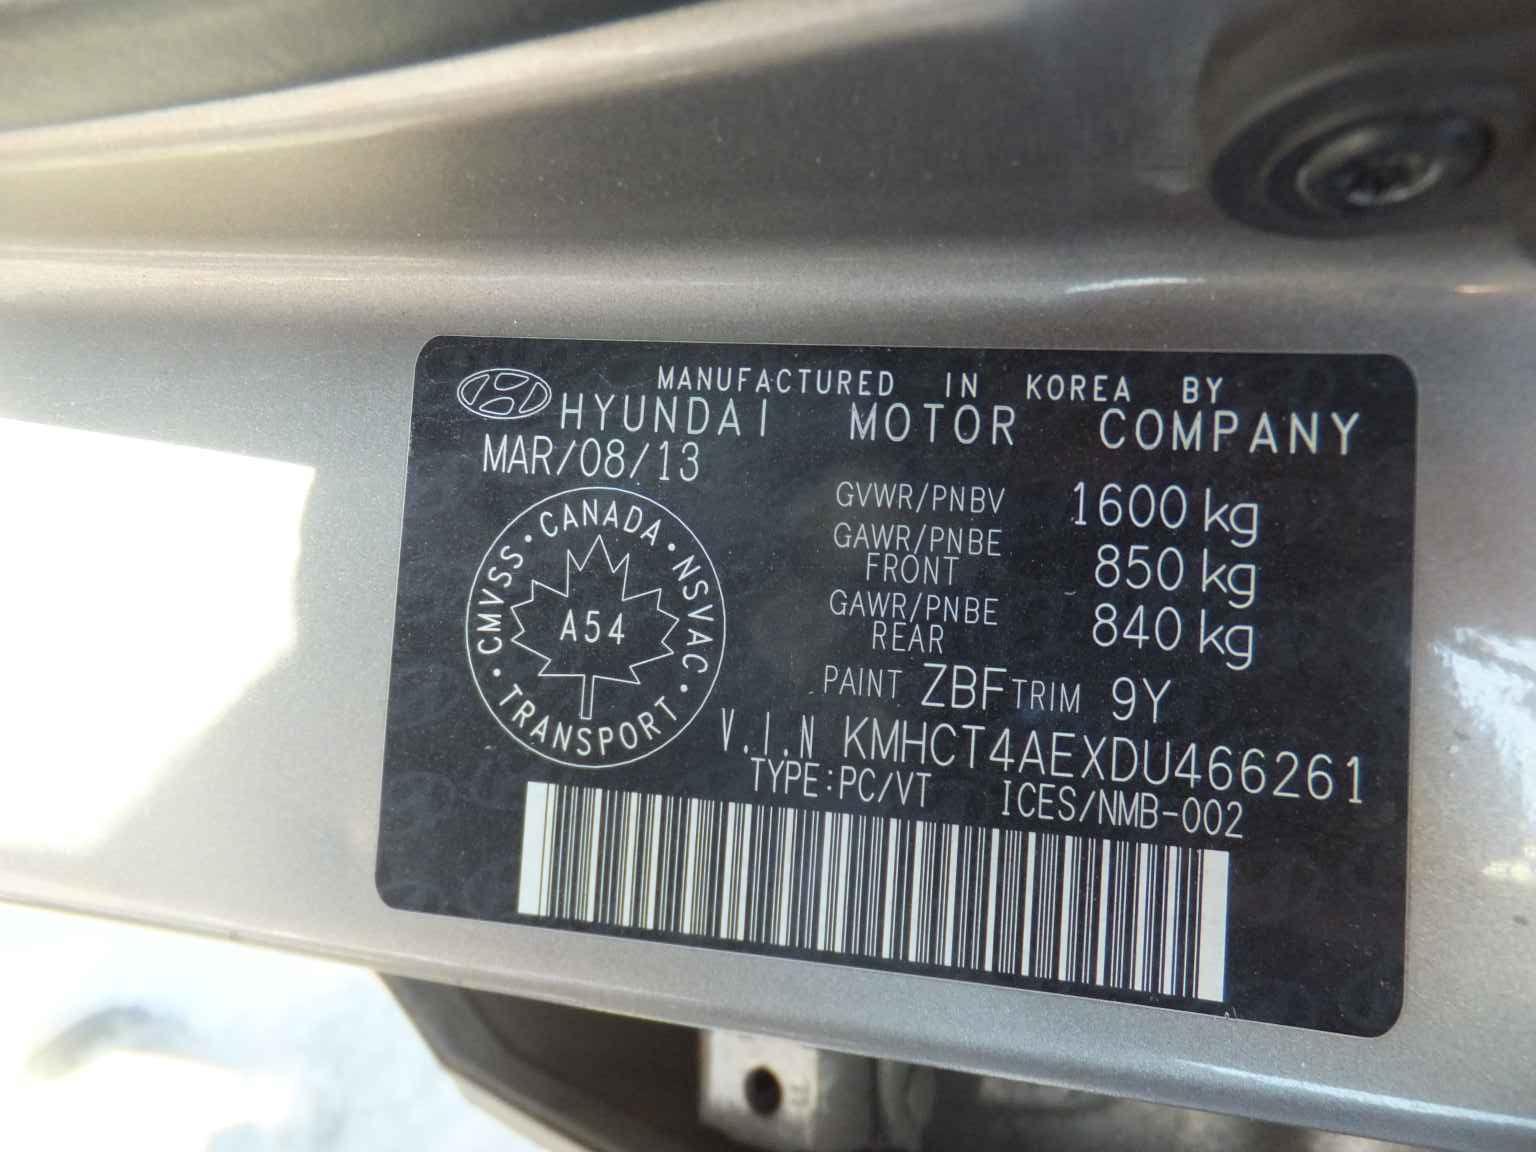 MANUFACTURED IN KOREA BY
HYUNDAI MOTOR COMPANY
MAR/08/13
GVWR/PNBV 1600 kg
GAWR/PNBE FRONT 850 kg
GAWR/PNBE REAR 840 kg
CMVSS · CANADA · NSVAC · TRANSPORT ·
A54
PAINT ZBF TRIM 9Y
V.I.N KMHCT4AEXDU466261
TYPE:PC/VT ICES/NMB-002